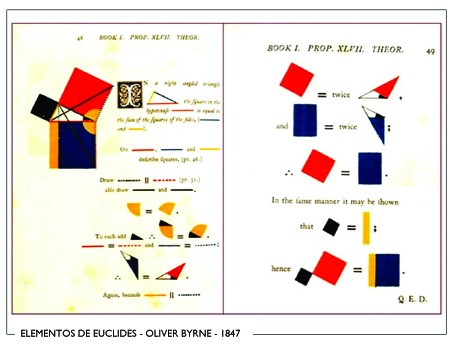 48 BOOK I. PROP. XLVII. THEOR.
IN a right angled triangle
the ſquare on the
hypotenuſe is equal to
the ſum of the ſquares of the ſides, (
and ).
On , and
deſcribe ſquares, (pr. 46.)
Draw || (pr. 31.)
alſo draw and .
= .
To each add ∴ = .
= and = ;
∴ = .
Again, becauſe ||
BOOK I. PROP. XLVII. THEOR. 49
= twice ;
and = twice ;
∴ = .
In the ſame manner it may be ſhown
that = ;
hence = .
Q. E. D.
ELEMENTOS DE EUCLIDES - OLIVER BYRNE - 1847